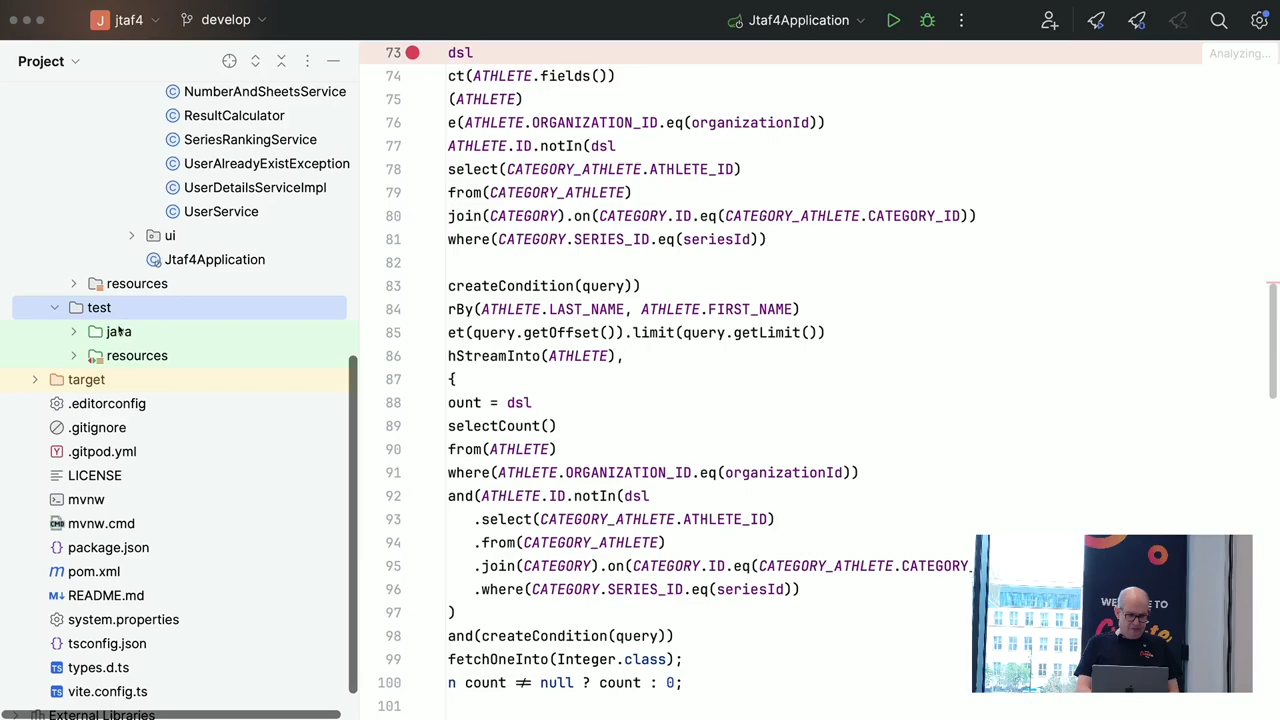 J jtaf4 develop Jtaf4Application
Project
NumberAndSheetsService
ResultCalculator
SeriesRankingService
UserAlreadyExistException
UserDetailsServiceImpl
UserService
ui
Jtaf4Application
resources
test
java
resources
target
.editorconfig
.gitignore
.gitpod.yml
LICENSE
mvnw
mvnw.cmd
package.json
pom.xml
README.md
system.properties
tsconfig.json
types.d.ts
vite.config.ts
External Libraries
Analyzing...
73 dsl
74 ct(ATHLETE.fields())
75 (ATHLETE)
76 e(ATHLETE.ORGANIZATION_ID.eq(organizationId))
77 ATHLETE.ID.notIn(dsl
78 select(CATEGORY_ATHLETE.ATHLETE_ID)
79 from(CATEGORY_ATHLETE)
80 join(CATEGORY).on(CATEGORY.ID.eq(CATEGORY_ATHLETE.CATEGORY_ID))
81 where(CATEGORY.SERIES_ID.eq(seriesId))
82
83 createCondition(query))
84 rBy(ATHLETE.LAST_NAME, ATHLETE.FIRST_NAME)
85 et(query.getOffset()).limit(query.getLimit())
86 hStreamInto(ATHLETE),
87 {
88 ount = dsl
89 selectCount()
90 from(ATHLETE)
91 where(ATHLETE.ORGANIZATION_ID.eq(organizationId))
92 and(ATHLETE.ID.notIn(dsl
93 .select(CATEGORY_ATHLETE.ATHLETE_ID)
94 .from(CATEGORY_ATHLETE)
95 .join(CATEGORY).on(CATEGORY.ID.eq(CATEGORY_ATHLETE.CATEGORY_
96 .where(CATEGORY.SERIES_ID.eq(seriesId))
97 )
98 and(createCondition(query))
99 fetchOneInto(Integer.class);
100 n count ≠ null ? count : 0;
101